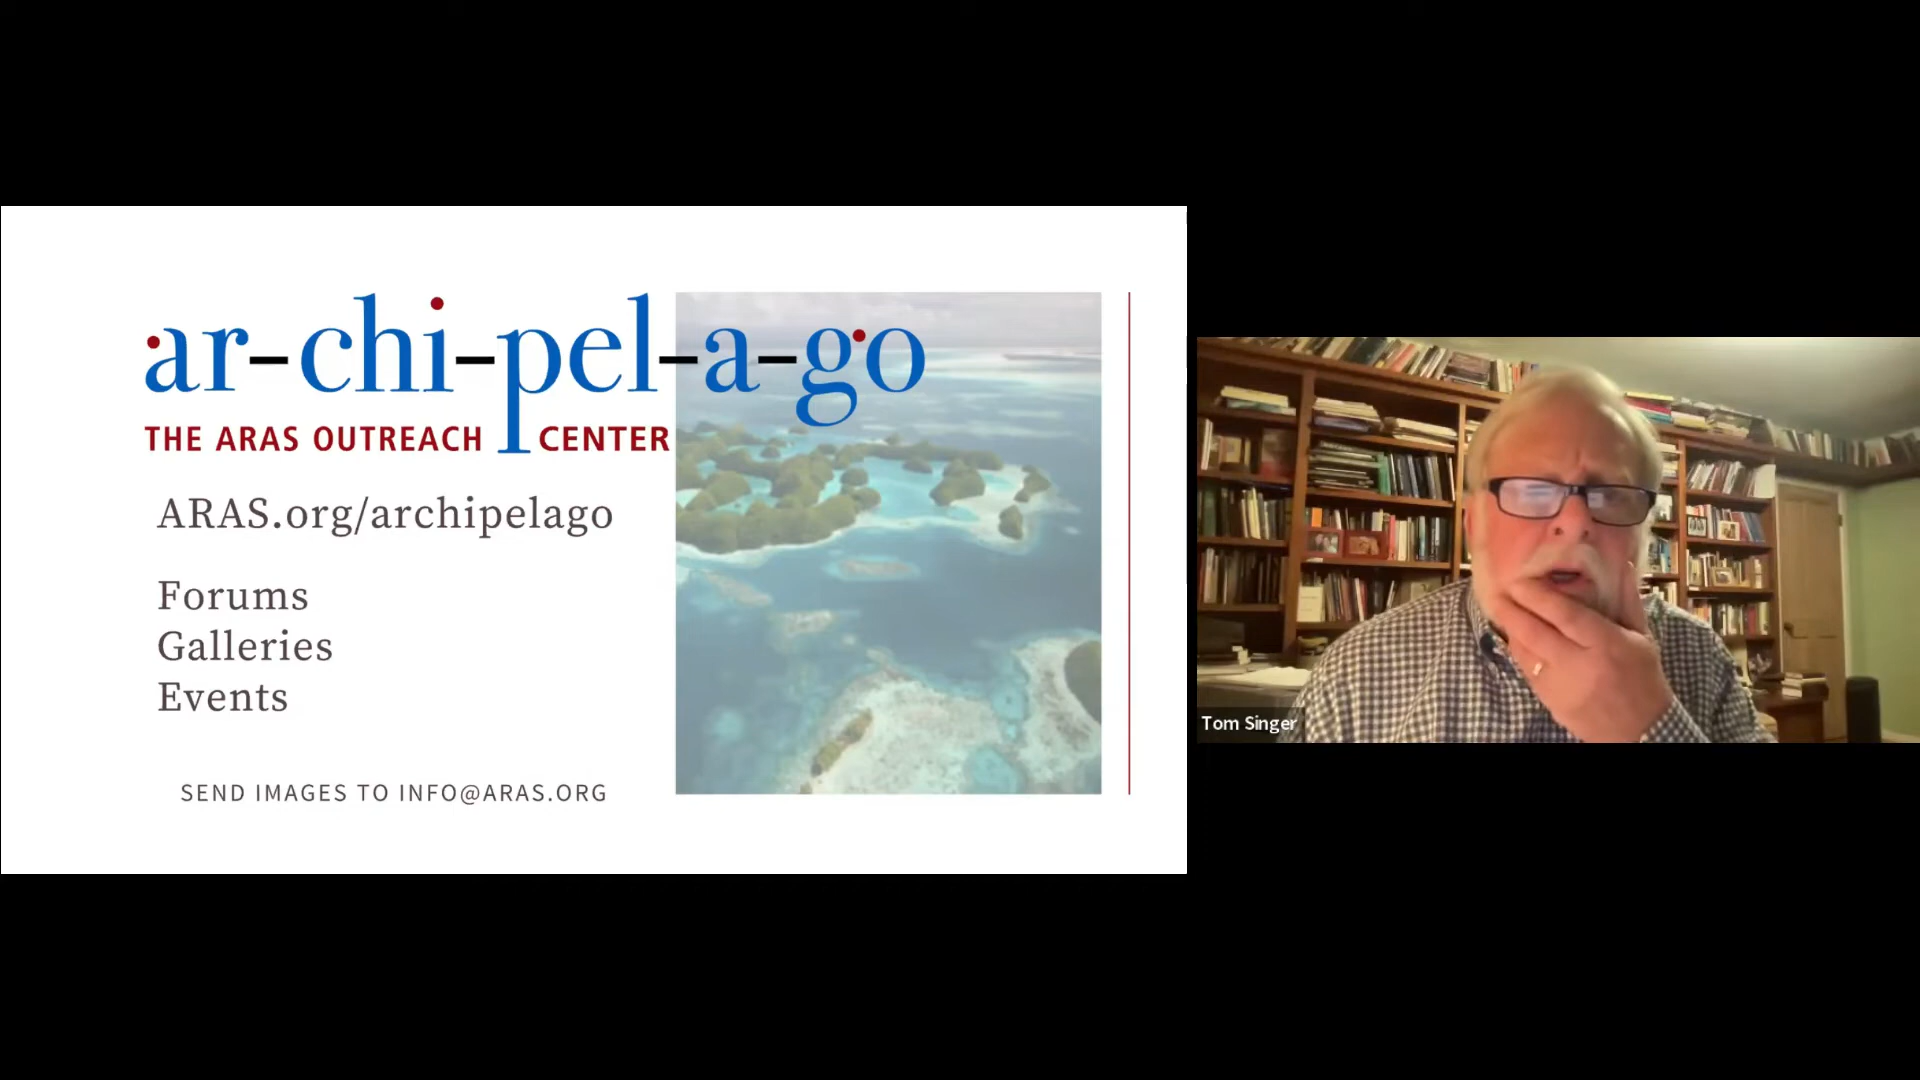 ar-chi-pel-a-go
THE ARAS OUTREACH CENTER
ARAS.org/archipelago
Forums
Galleries
Events
SEND IMAGES TO INFO@ARAS.ORG
Tom Singer